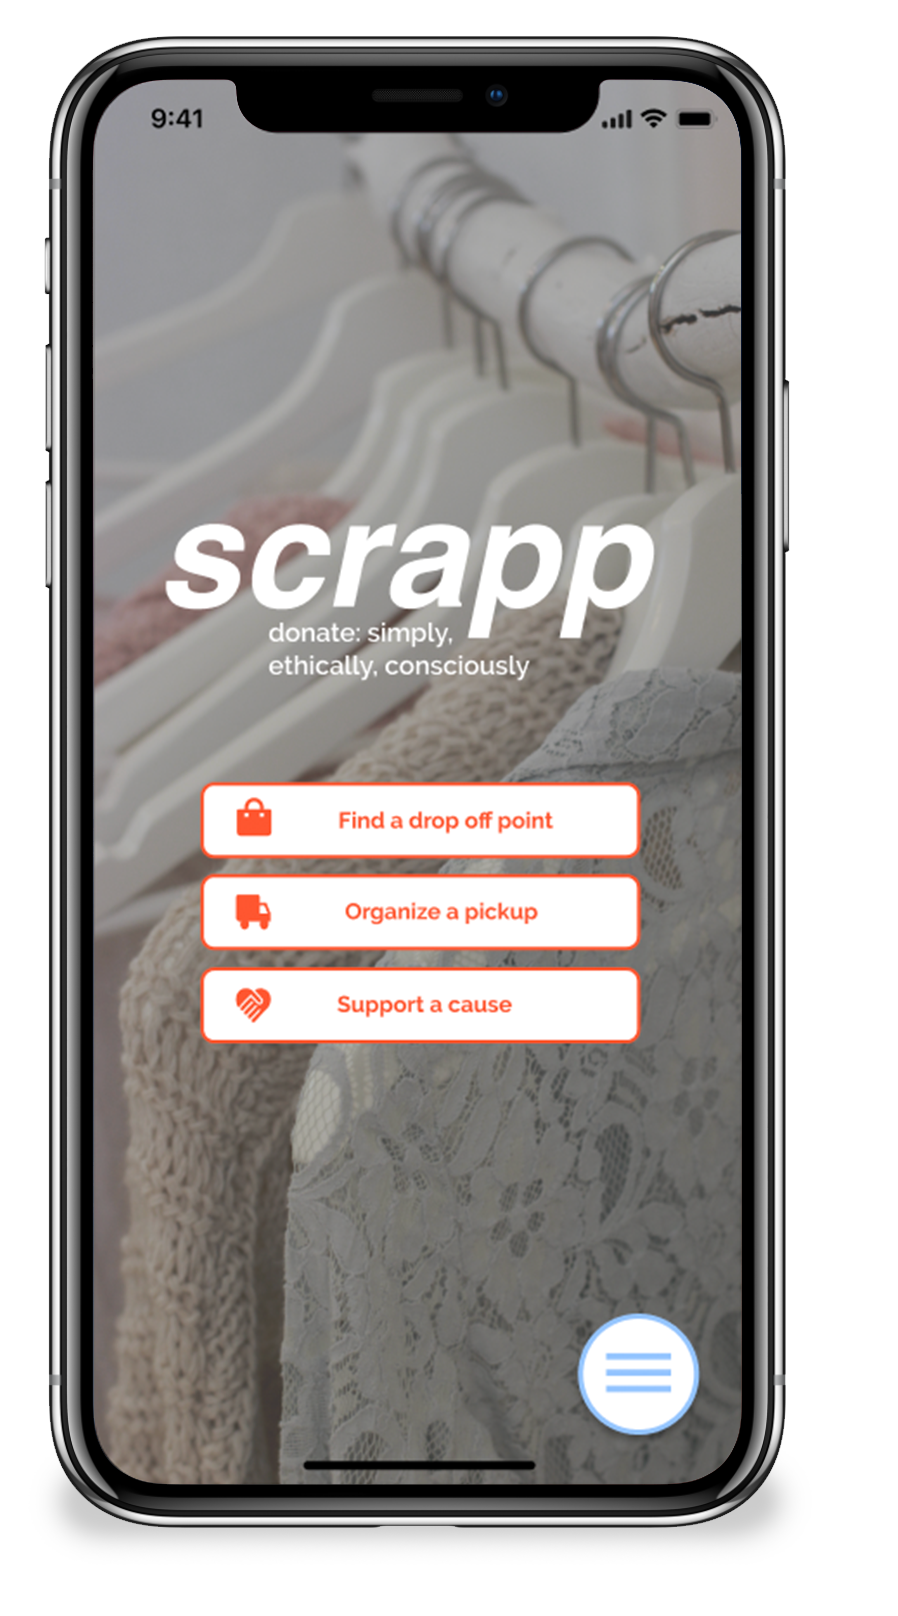 9:41
scrapp
donate: simply,
ethically, consciously
Find a drop off point
Organize a pickup
Support a cause